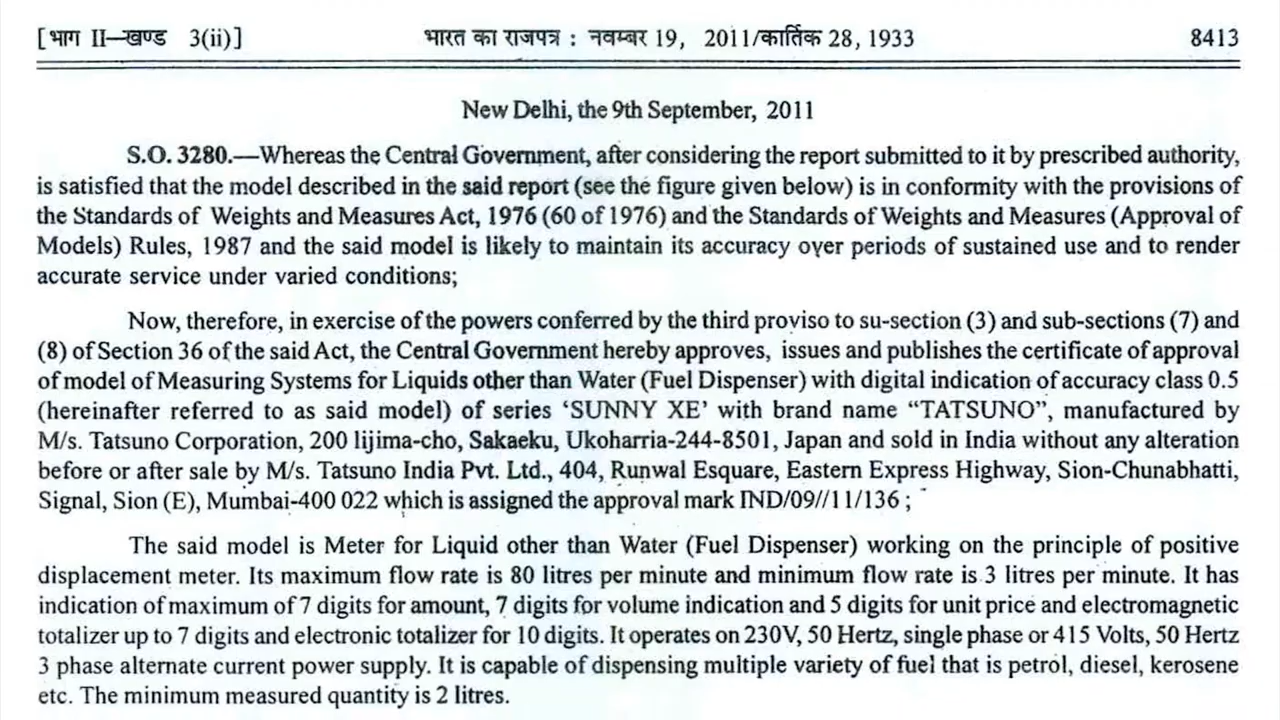 [भाग II—खण्ड 3(ii)] भारत का राजपत्र : नवम्बर 19, 2011/कार्तिक 28, 1933 8413
New Delhi, the 9th September, 2011
S.O. 3280.—Whereas the Central Government, after considering the report submitted to it by prescribed authority,
is satisfied that the model described in the said report (see the figure given below) is in conformity with the provisions of
the Standards of Weights and Measures Act, 1976 (60 of 1976) and the Standards of Weights and Measures (Approval of
Models) Rules, 1987 and the said model is likely to maintain its accuracy over periods of sustained use and to render
accurate service under varied conditions;
Now, therefore, in exercise of the powers conferred by the third proviso to su-section (3) and sub-sections (7) and
(8) of Section 36 of the said Act, the Central Government hereby approves, issues and publishes the certificate of approval
of model of Measuring Systems for Liquids other than Water (Fuel Dispenser) with digital indication of accuracy class 0.5
(hereinafter referred to as said model) of series ‘SUNNY XE’ with brand name “TATSUNO”, manufactured by
M/s. Tatsuno Corporation, 200 lijima-cho, Sakaeku, Ukoharria-244-8501, Japan and sold in India without any alteration
before or after sale by M/s. Tatsuno India Pvt. Ltd., 404, Runwal Esquare, Eastern Express Highway, Sion-Chunabhatti,
Signal, Sion (E), Mumbai-400 022 which is assigned the approval mark IND/09//11/136 ;
The said model is Meter for Liquid other than Water (Fuel Dispenser) working on the principle of positive
displacement meter. Its maximum flow rate is 80 litres per minute and minimum flow rate is 3 litres per minute. It has
indication of maximum of 7 digits for amount, 7 digits for volume indication and 5 digits for unit price and electromagnetic
totalizer up to 7 digits and electronic totalizer for 10 digits. It operates on 230V, 50 Hertz, single phase or 415 Volts, 50 Hertz
3 phase alternate current power supply. It is capable of dispensing multiple variety of fuel that is petrol, diesel, kerosene
etc. The minimum measured quantity is 2 litres.